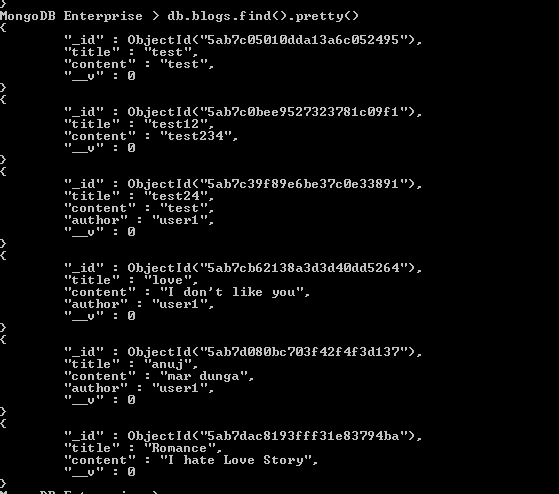 }
MongoDB Enterprise > db.blogs.find().pretty()
{
"_id" : ObjectId("5ab7c05010dda13a6c052495"),
"title" : "test",
"content" : "test",
"__v" : 0
}
{
"_id" : ObjectId("5ab7c0bee9527323781c09f1"),
"title" : "test12",
"content" : "test234",
"__v" : 0
}
{
"_id" : ObjectId("5ab7c39f89e6be37c0e33891"),
"title" : "test24",
"content" : "test",
"author" : "user1",
"__v" : 0
}
{
"_id" : ObjectId("5ab7cb62138a3d3d40dd5264"),
"title" : "love",
"content" : "I don't like you",
"author" : "user1",
"__v" : 0
}
{
"_id" : ObjectId("5ab7d080bc703f42f4f3d137"),
"title" : "anuj",
"content" : "mar dunga",
"author" : "user1",
"__v" : 0
}
{
"_id" : ObjectId("5ab7dac8193fff31e83794ba"),
"title" : "Romance",
"content" : "I hate Love Story",
"__v" : 0
}
MongoDB Enterprise >